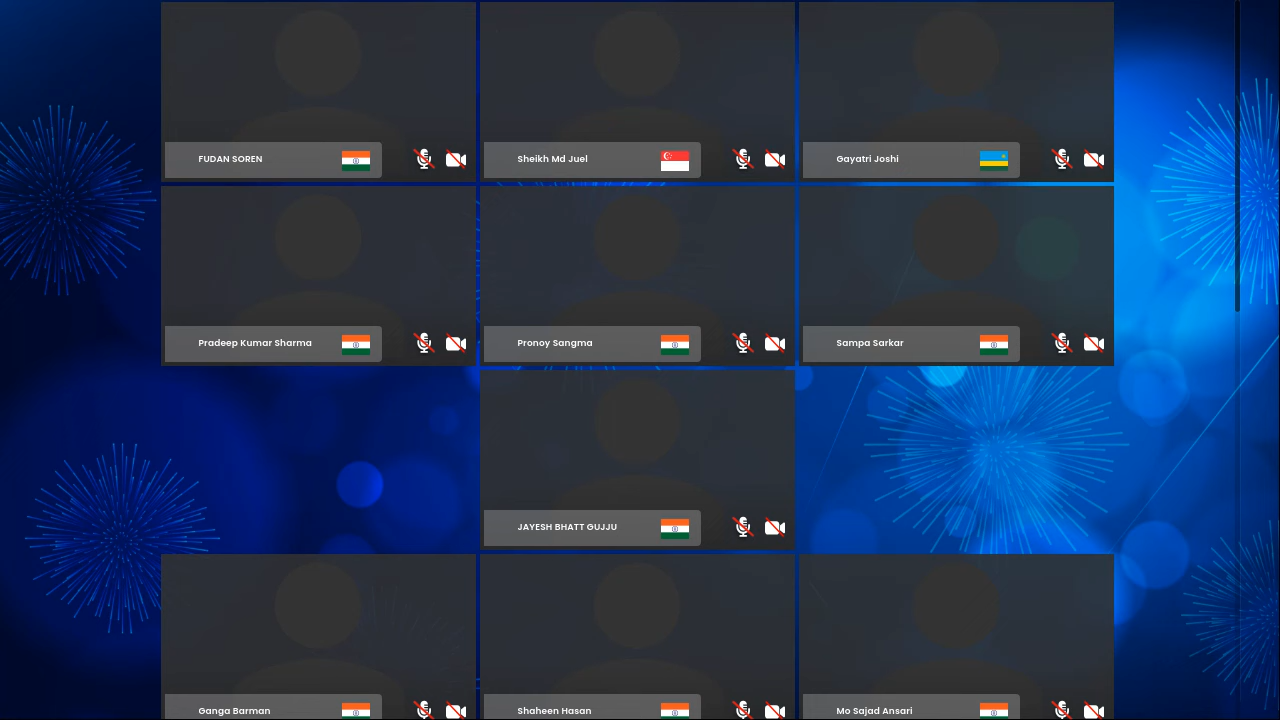 FUDAN SOREN
Sheikh Md Juel
Gayatri Joshi
Pradeep Kumar Sharma
Pronoy Sangma
Sampa Sarkar
JAYESH BHATT GUJJU
Ganga Barman
Shaheen Hasan
Mo Sajad Ansari